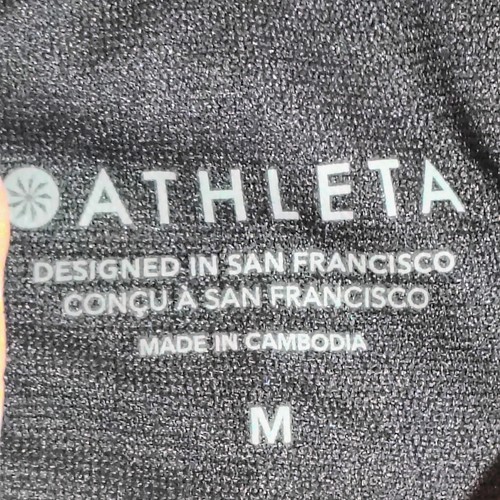 ATHLETA
DESIGNED IN SAN FRANCISCO
CONÇU À SAN FRANCISCO
MADE IN CAMBODIA
M